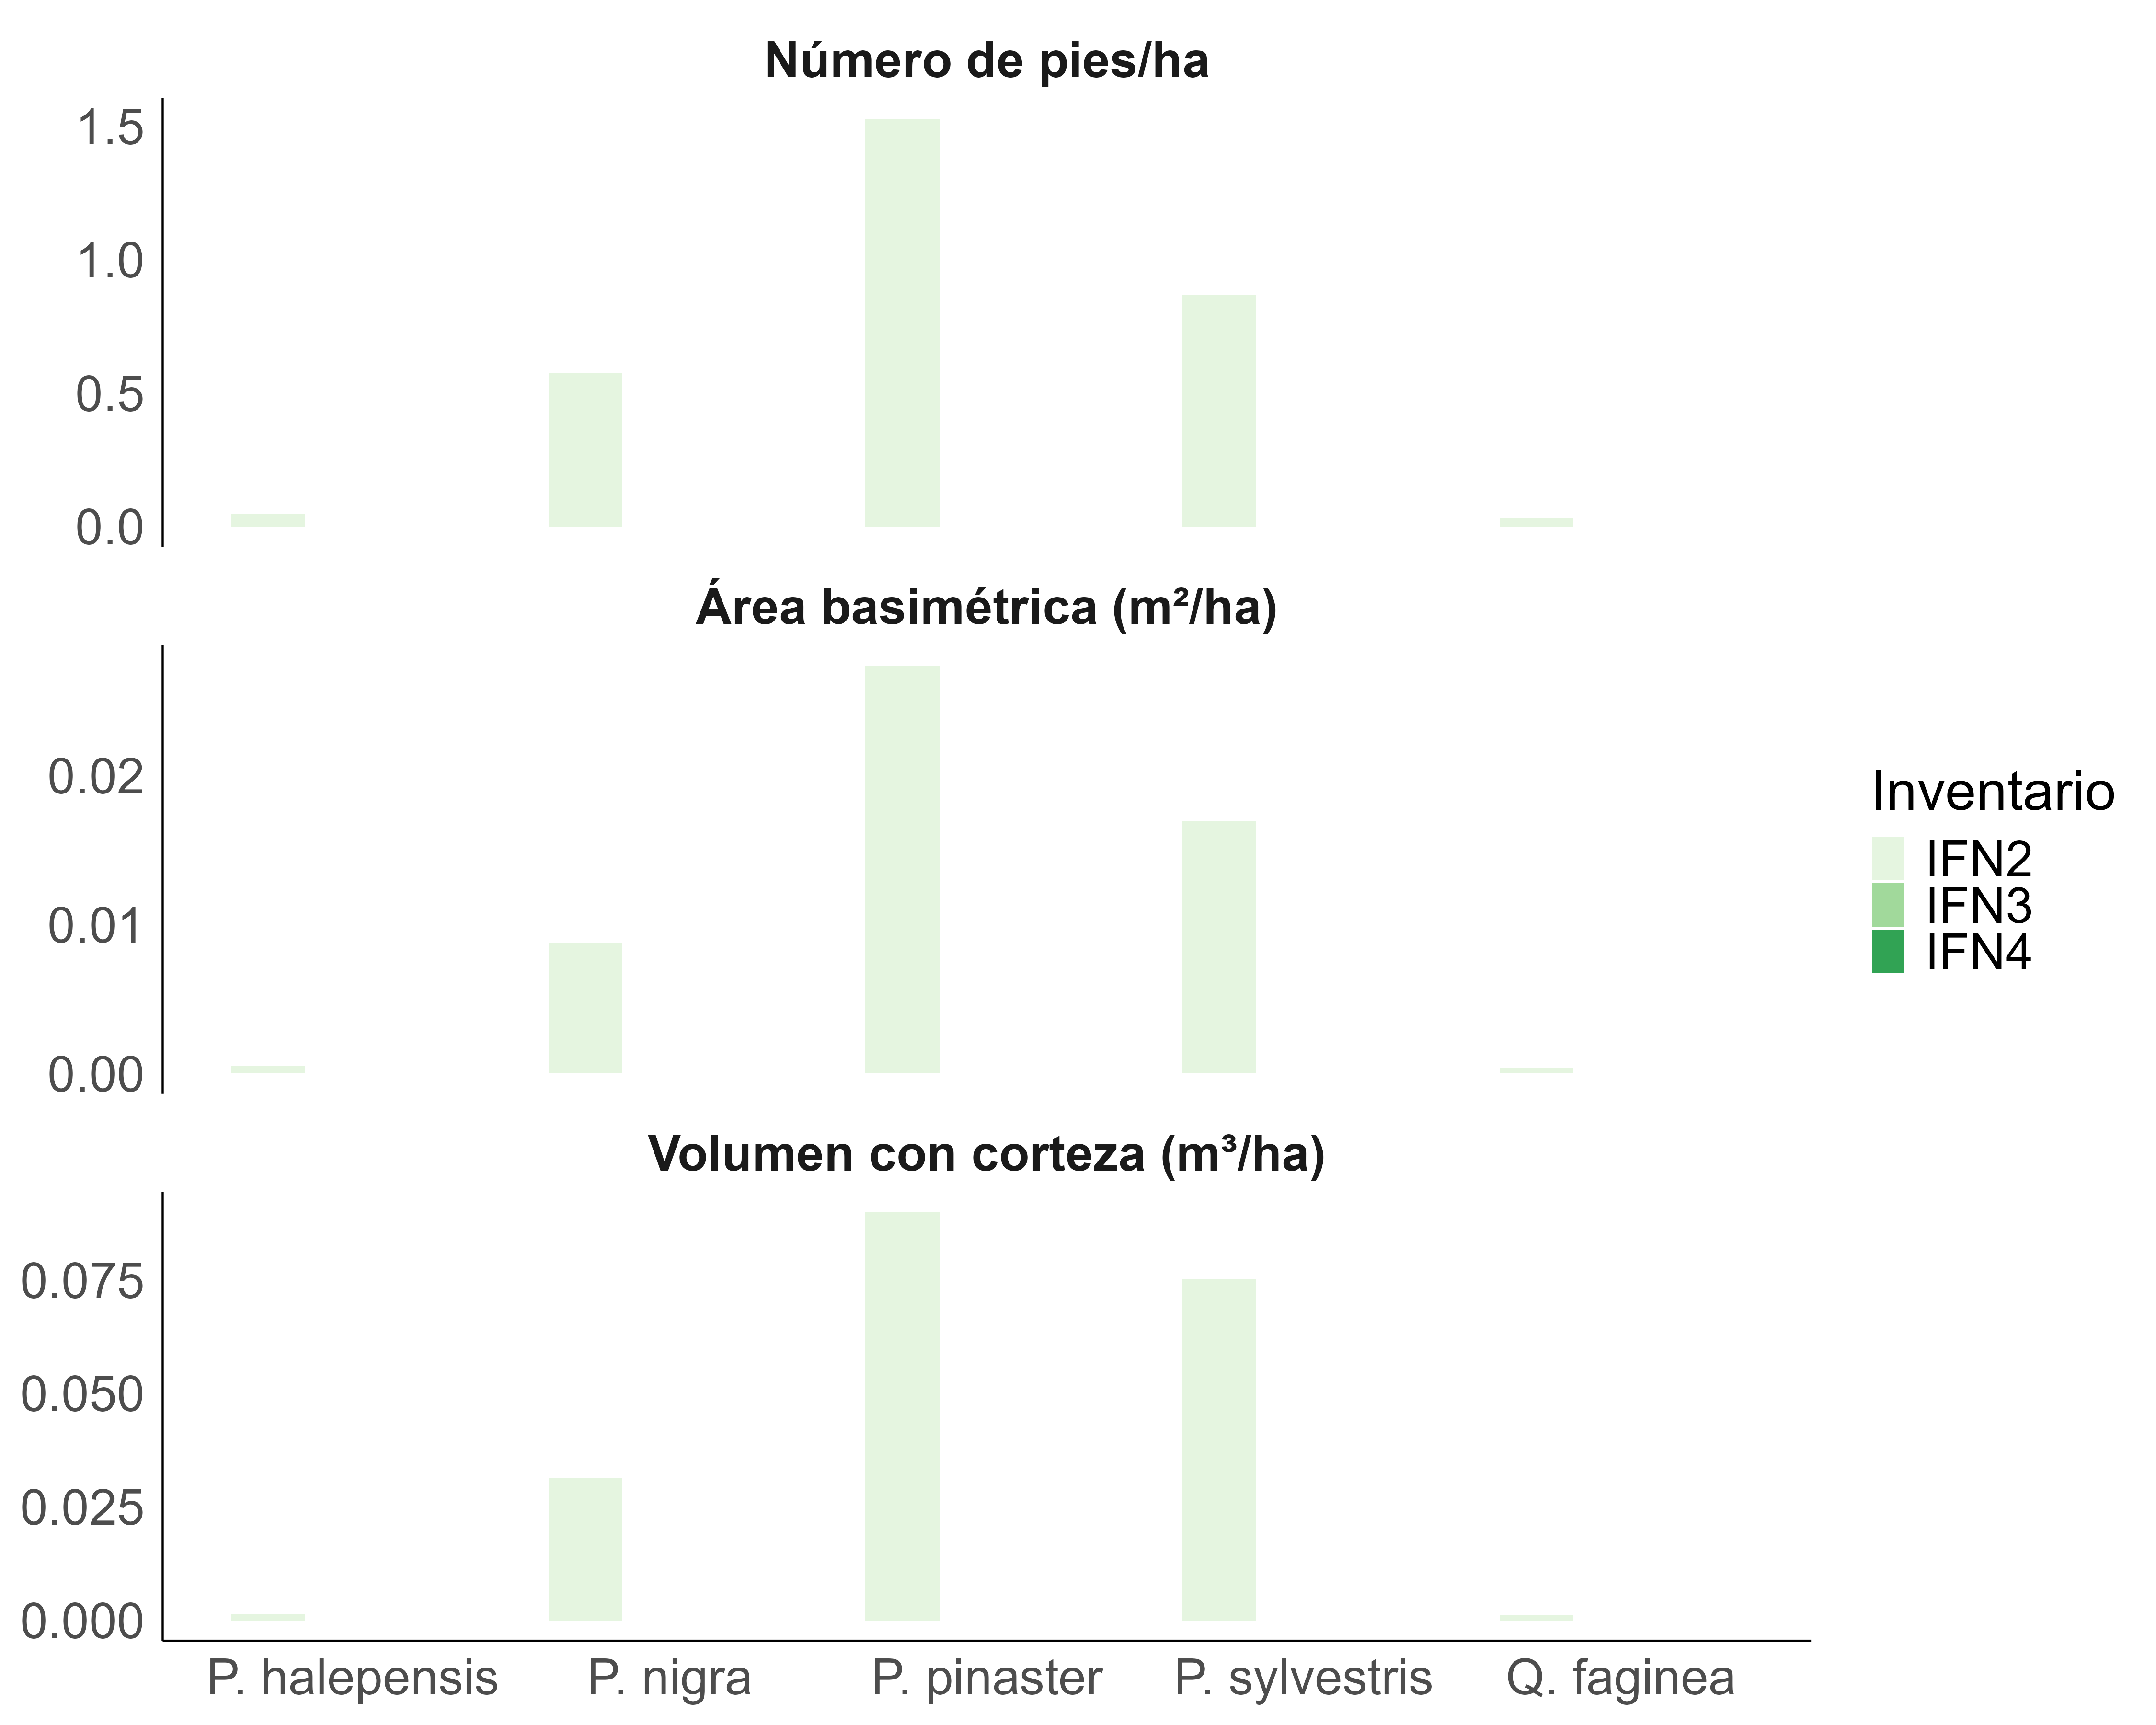 Número de pies/ha
1.5
1.0
0.5
0.0
Área basimétrica (m²/ha)
0.02
0.01
0.00
Volumen con corteza (m³/ha)
0.075
0.050
0.025
0.000
P. halepensis
P. nigra
P. pinaster
P. sylvestris
Q. faginea
Inventario
IFN2
IFN3
IFN4